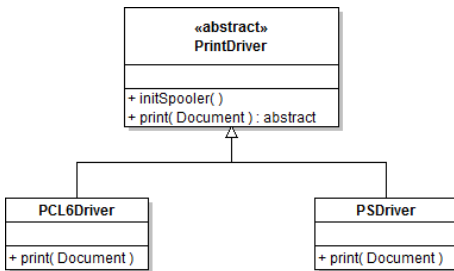 «abstract»
PrintDriver
+ initSpooler( )
+ print( Document ) : abstract
PCL6Driver
+ print( Document )
PSDriver
+ print( Document )